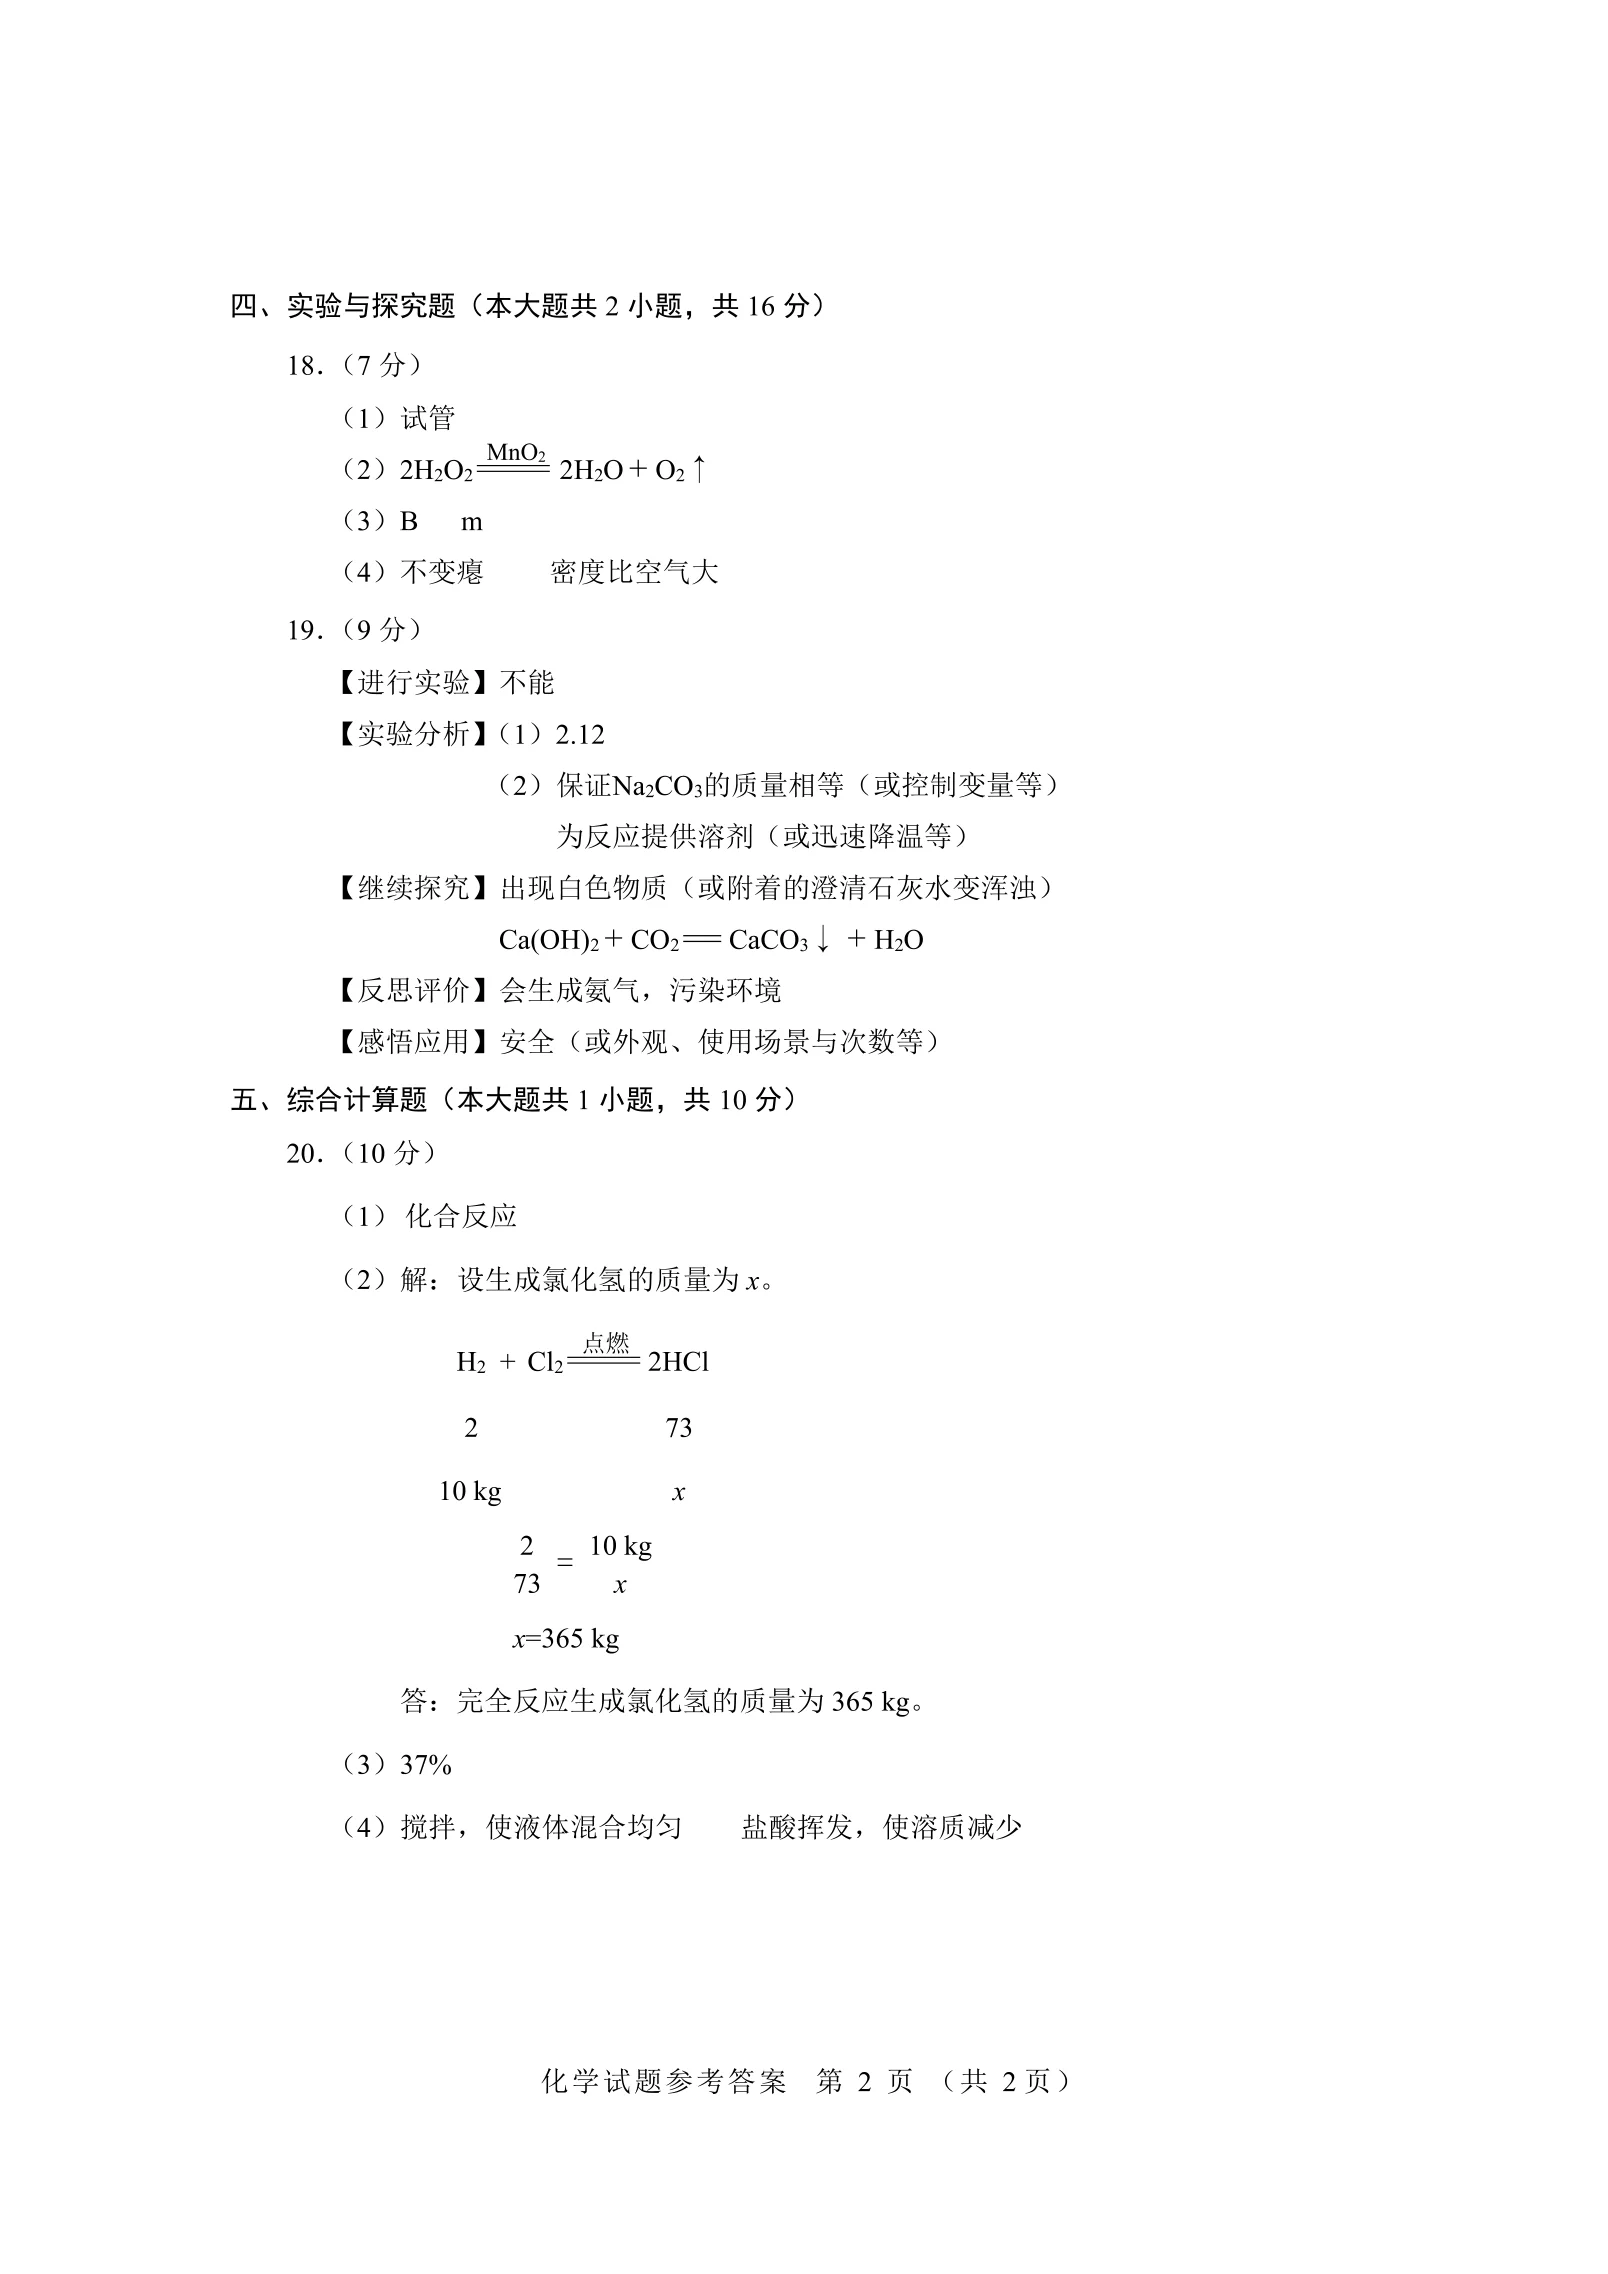 四、实验与探究题（本大题共 2 小题，共 16 分）
18.（7 分）
（1）试管
MnO₂
（2）2H₂O₂══ 2H₂O＋O₂↑
（3）B m
（4）不变瘪 密度比空气大
19.（9 分）
【进行实验】不能
【实验分析】（1）2.12
（2）保证Na₂CO₃的质量相等（或控制变量等）
为反应提供溶剂（或迅速降温等）
【继续探究】出现白色物质（或附着的澄清石灰水变浑浊）
Ca(OH)₂＋CO₂══ CaCO₃↓ ＋H₂O
【反思评价】会生成氨气，污染环境
【感悟应用】安全（或外观、使用场景与次数等）
五、综合计算题（本大题共 1 小题，共 10 分）
20.（10 分）
（1） 化合反应
（2）解：设生成氯化氢的质量为 x。
点燃
H₂ + Cl₂══ 2HCl
2 73
10 kg x
2 = 10 kg
73 x
x=365 kg
答：完全反应生成氯化氢的质量为 365 kg。
（3）37%
（4）搅拌，使液体混合均匀 盐酸挥发，使溶质减少
化学试题参考答案 第 2 页 （共 2页）